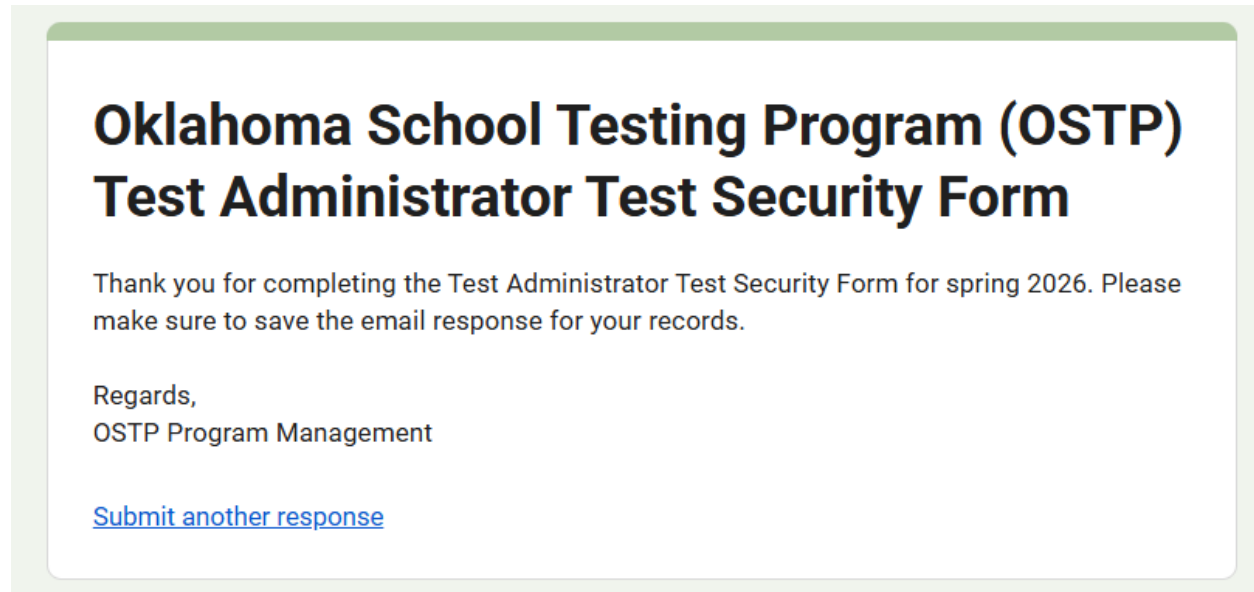 Oklahoma School Testing Program (OSTP)
Test Administrator Test Security Form
Thank you for completing the Test Administrator Test Security Form for spring 2026. Please
make sure to save the email response for your records.
Regards,
OSTP Program Management
Submit another response